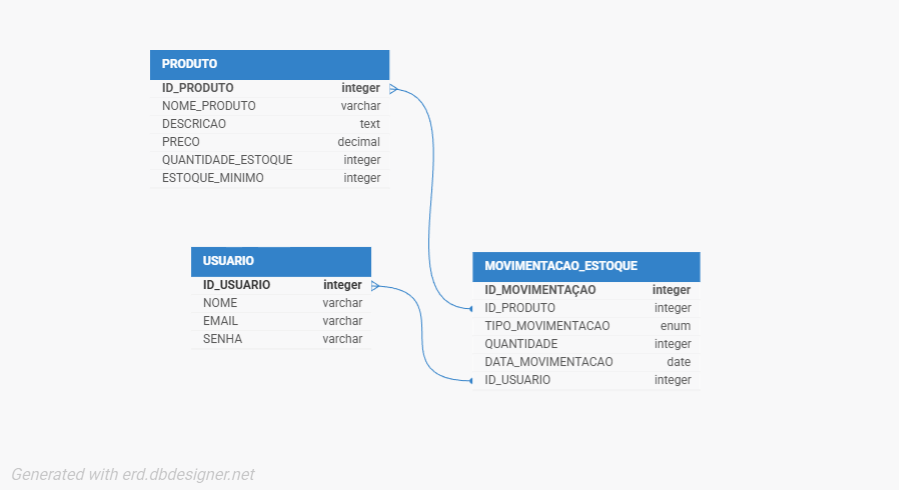 PRODUTO
ID_PRODUTO integer
NOME_PRODUTO varchar
DESCRICAO text
PRECO decimal
QUANTIDADE_ESTOQUE integer
ESTOQUE_MINIMO integer
USUARIO
ID_USUARIO integer
NOME varchar
EMAIL varchar
SENHA varchar
MOVIMENTACAO_ESTOQUE
ID_MOVIMENTAÇAO integer
ID_PRODUTO integer
TIPO_MOVIMENTACAO enum
QUANTIDADE integer
DATA_MOVIMENTACAO date
ID_USUARIO integer
Generated with erd.dbdesigner.net